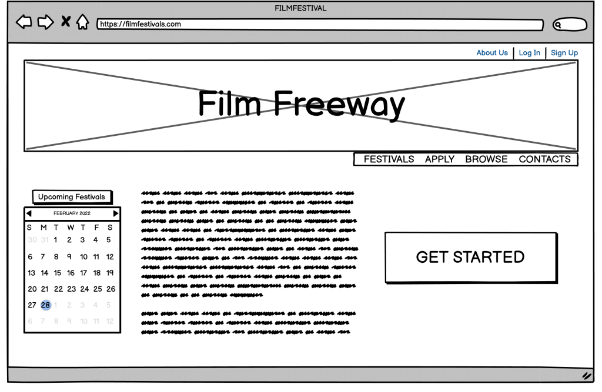 FILMFESTIVAL
https://filmfestivals.com
About Us Log In Sign Up
Film Freeway
FESTIVALS APPLY BROWSE CONTACTS
Upcoming Festivals
FEBRUARY 2022
S M T W T F S
30 31 1 2 3 4 5
6 7 8 9 10 11 12
13 14 15 16 17 18 19
20 21 22 23 24 25 26
27 28 1 2 3 4 5
6 7 8 9 10 11 12
GET STARTED